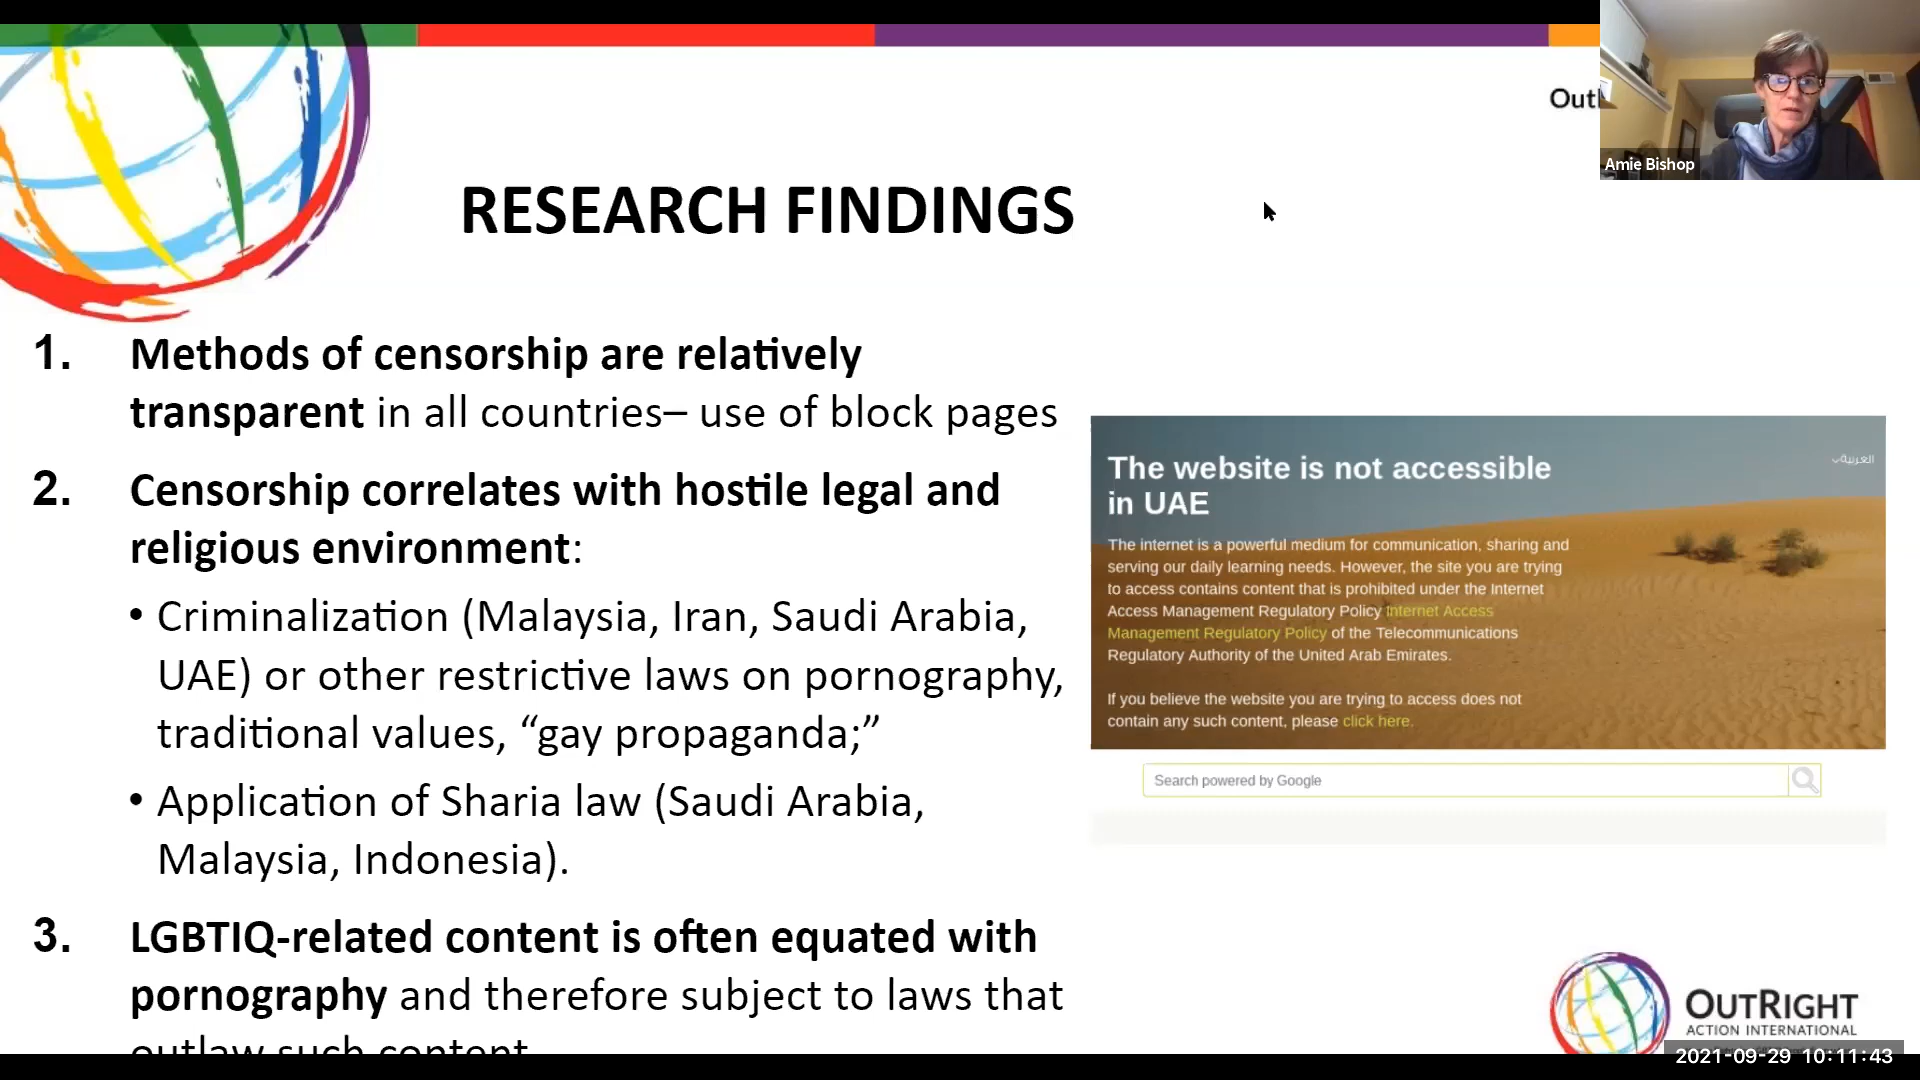 Out
Amie Bishop
RESEARCH FINDINGS
1. Methods of censorship are relatively
transparent in all countries– use of block pages
2. Censorship correlates with hostile legal and
religious environment:
• Criminalization (Malaysia, Iran, Saudi Arabia,
UAE) or other restrictive laws on pornography,
traditional values, “gay propaganda;”
• Application of Sharia law (Saudi Arabia,
Malaysia, Indonesia).
3. LGBTIQ-related content is often equated with
pornography and therefore subject to laws that
outlaw such content
العربية
The website is not accessible
in UAE
The internet is a powerful medium for communication, sharing and
serving our daily learning needs. However, the site you are trying
to access contains content that is prohibited under the Internet
Access Management Regulatory Policy Internet Access
Management Regulatory Policy of the Telecommunications
Regulatory Authority of the United Arab Emirates.
If you believe the website you are trying to access does not
contain any such content, please click here.
Search powered by Google
OUTRIGHT
ACTION INTERNATIONAL
2021-09-29 10:11:43